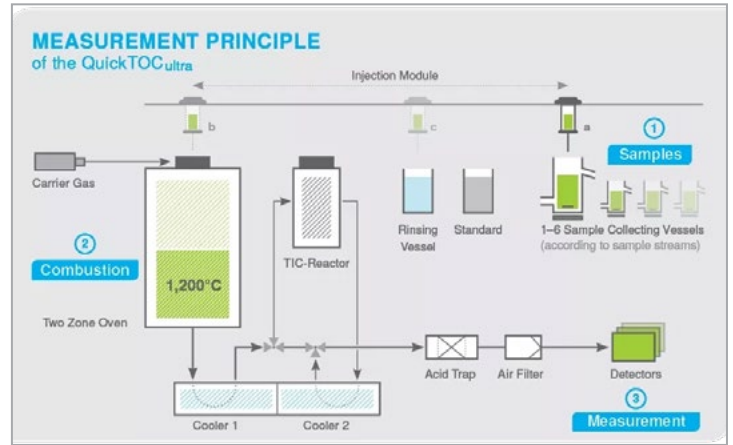 MEASUREMENT PRINCIPLE
of the QuickTOCultra
Injection Module
b
c
a
1
Samples
Carrier Gas
2
Combustion
1,200°C
TIC-Reactor
Rinsing
Vessel
Standard
1–6 Sample Collecting Vessels
(according to sample streams)
Two Zone Oven
Acid Trap
Air Filter
Detectors
3
Measurement
Cooler 1
Cooler 2